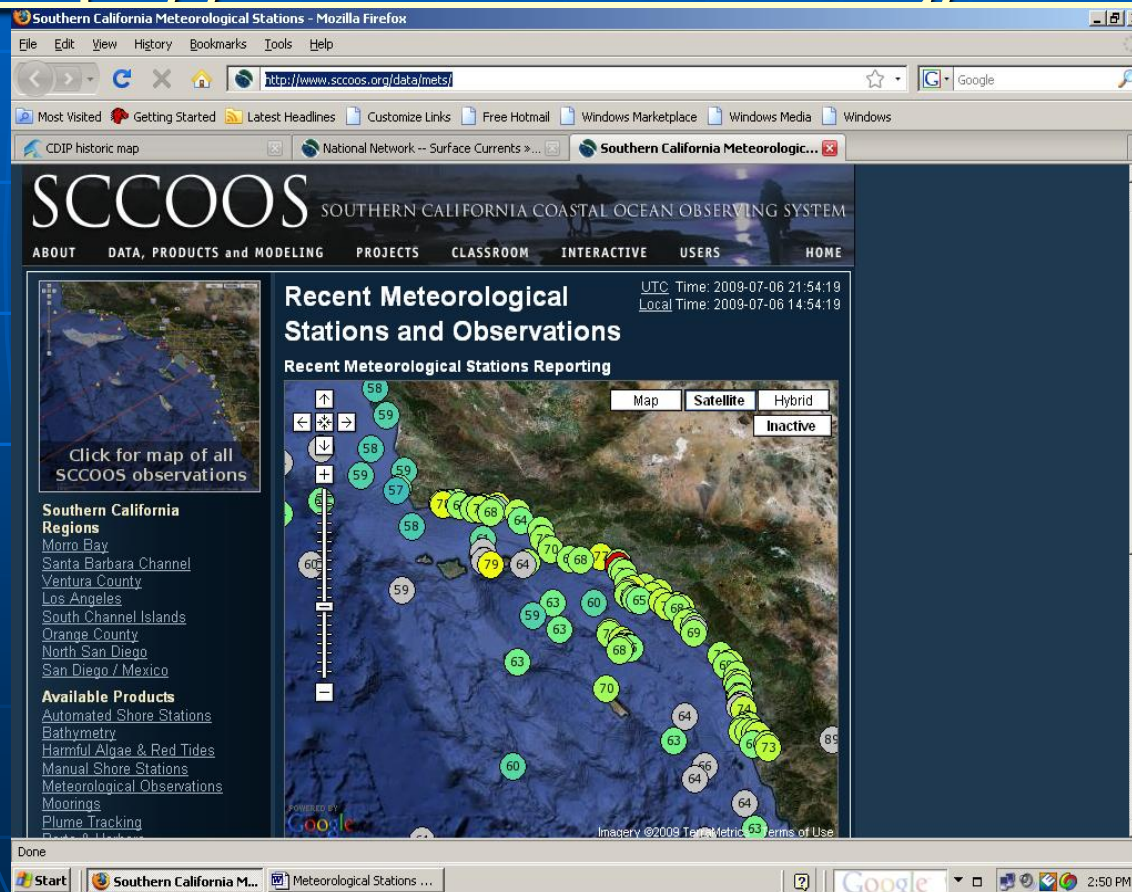 Southern California Meteorological Stations - Mozilla Firefox
File Edit View History Bookmarks Tools Help
http://www.sccoos.org/data/mets/
G Google
Most Visited Getting Started Latest Headlines Customize Links Free Hotmail Windows Marketplace Windows Media Windows
CDIP historic map National Network -- Surface Currents »... Southern California Meteorologic...
SCCOOS SOUTHERN CALIFORNIA COASTAL OCEAN OBSERVING SYSTEM
ABOUT DATA, PRODUCTS and MODELING PROJECTS CLASSROOM INTERACTIVE USERS HOME
Click for map of all
SCCOOS observations
Southern California
Regions
Morro Bay
Santa Barbara Channel
Ventura County
Los Angeles
South Channel Islands
Orange County
North San Diego
San Diego / Mexico
Available Products
Automated Shore Stations
Bathymetry
Harmful Algae & Red Tides
Manual Shore Stations
Meteorological Observations
Moorings
Plume Tracking
Recent Meteorological
Stations and Observations
UTC Time: 2009-07-06 21:54:19
Local Time: 2009-07-06 14:54:19
Recent Meteorological Stations Reporting
Map Satellite Hybrid
Inactive
58
59
58
59 59
57
58
68
64
70 68 77
60 79 64
59
63 60 65 68
59
63 69
68
63
70
64
63 73
66
60 64
64
63
POWERED BY
Google
Imagery ©2009 Terms of Use
Done
Start Southern California M... Meteorological Stations ... Google 2:50 PM